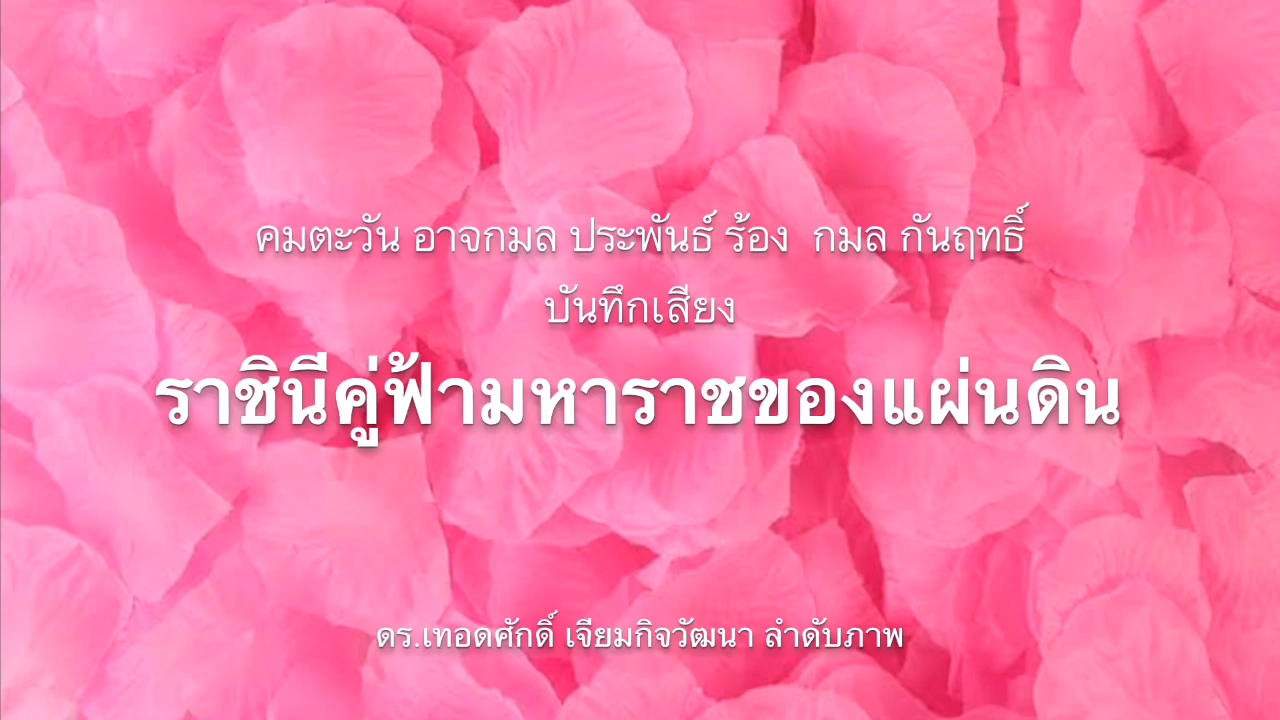 คมตะวัน อาจกมล ประพันธ์ ร้อง  กมล กันฤทธิ์
บันทึกเสียง
ราชินีคู่ฟ้ามหาราชของแผ่นดิน
ดร.เทอดศักดิ์ เจียมกิจวัฒนา ลำดับภาพ